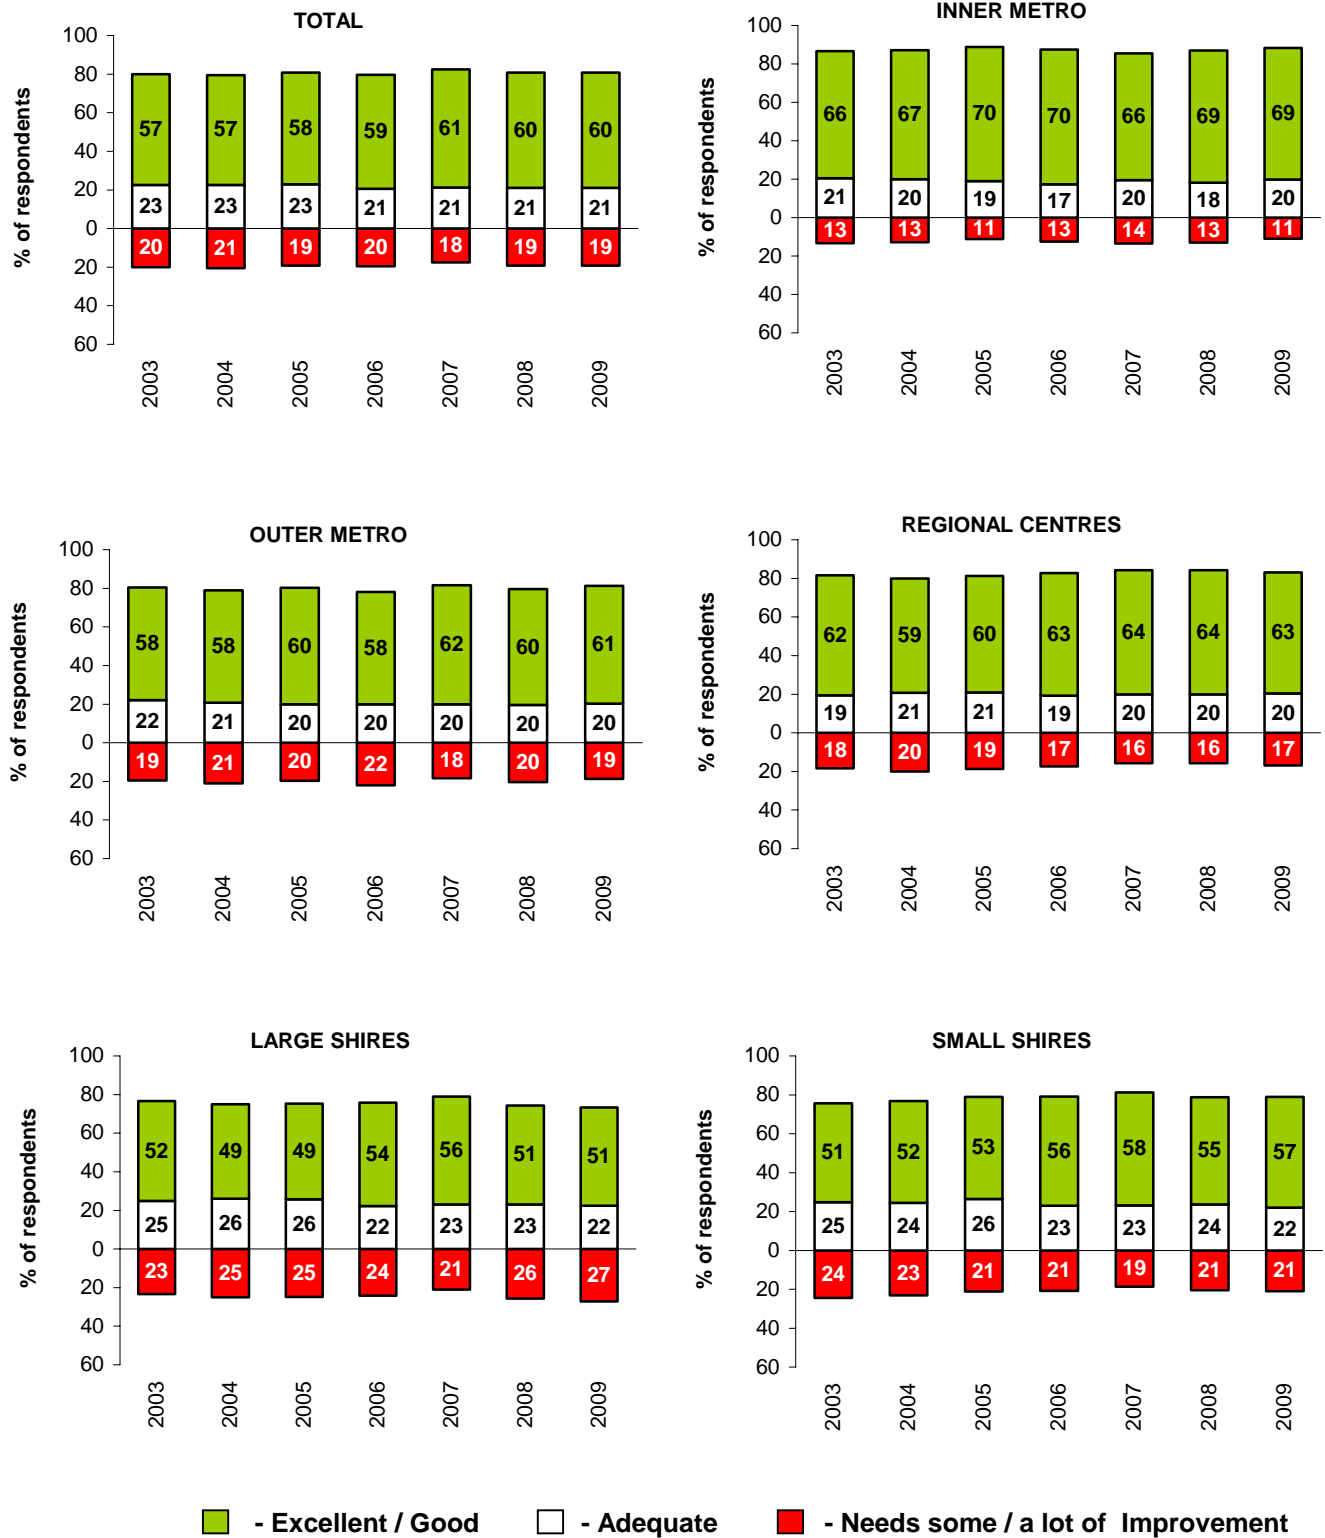 TOTAL
% of respondents
100
80
60
40
20
0
20
40
60
57 57 58 59 61 60 60
23 23 23 21 21 21 21
20 21 19 20 18 19 19
2003 2004 2005 2006 2007 2008 2009
INNER METRO
% of respondents
100
80
60
40
20
0
20
40
60
66 67 70 70 66 69 69
21 20 19 17 20 18 20
13 13 11 13 14 13 11
2003 2004 2005 2006 2007 2008 2009
OUTER METRO
% of respondents
100
80
60
40
20
0
20
40
60
58 58 60 58 62 60 61
22 21 20 20 20 20 20
19 21 20 22 18 20 19
2003 2004 2005 2006 2007 2008 2009
REGIONAL CENTRES
% of respondents
100
80
60
40
20
0
20
40
60
62 59 60 63 64 64 63
19 21 21 19 20 20 20
18 20 19 17 16 16 17
2003 2004 2005 2006 2007 2008 2009
LARGE SHIRES
% of respondents
100
80
60
40
20
0
20
40
60
52 49 49 54 56 51 51
25 26 26 22 23 23 22
23 25 25 24 21 26 27
2003 2004 2005 2006 2007 2008 2009
SMALL SHIRES
% of respondents
100
80
60
40
20
0
20
40
60
51 52 53 56 58 55 57
25 24 26 23 23 24 22
24 23 21 21 19 21 21
2003 2004 2005 2006 2007 2008 2009
- Excellent / Good - Adequate - Needs some / a lot of Improvement